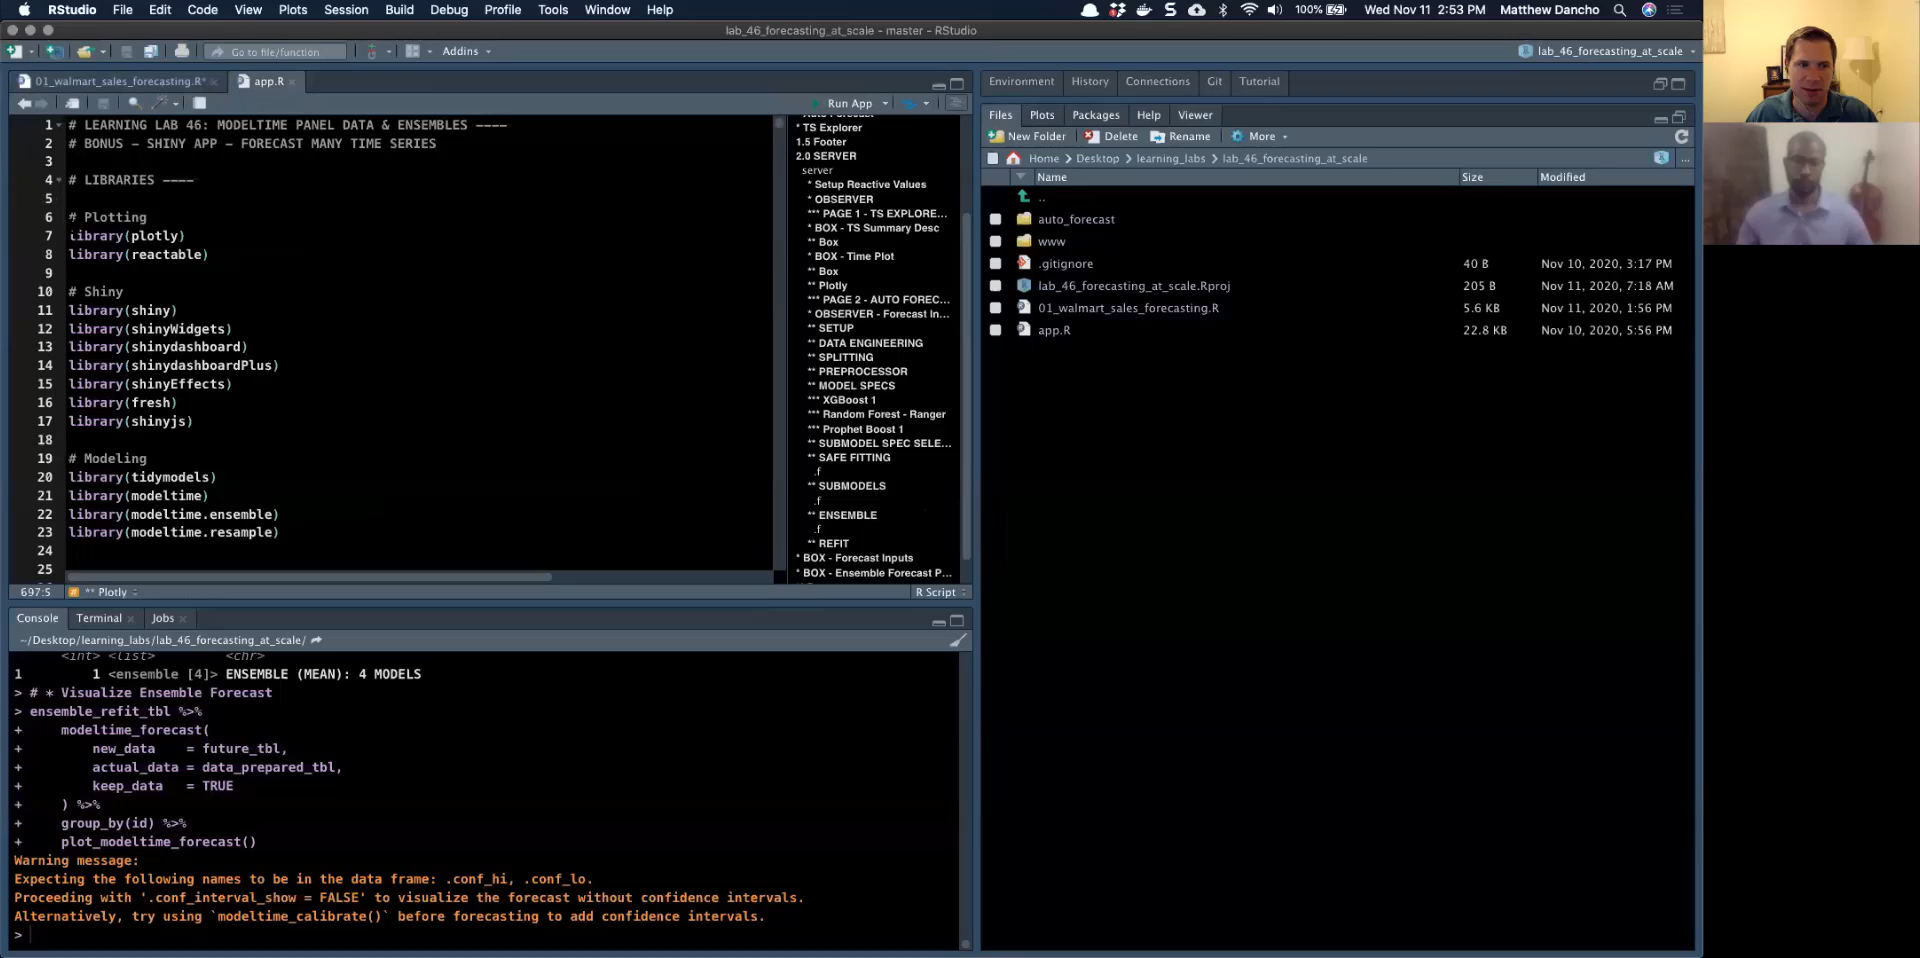 RStudio File Edit Code View Plots Session Build Debug Profile Tools Window Help
100% Wed Nov 11 2:53 PM Matthew Dancho
lab_46_forecasting_at_scale - master - RStudio
Go to file/function Addins
lab_46_forecasting_at_scale
01_walmart_sales_forecasting.R* app.R
Run App
1 # LEARNING LAB 46: MODELTIME PANEL DATA & ENSEMBLES ----
2 # BONUS - SHINY APP - FORECAST MANY TIME SERIES
3
4 # LIBRARIES ----
5
6 # Plotting
7 library(plotly)
8 library(reactable)
9
10 # Shiny
11 library(shiny)
12 library(shinyWidgets)
13 library(shinydashboard)
14 library(shinydashboardPlus)
15 library(shinyEffects)
16 library(fresh)
17 library(shinyjs)
18
19 # Modeling
20 library(tidymodels)
21 library(modeltime)
22 library(modeltime.ensemble)
23 library(modeltime.resample)
24
25
* TS Explorer
1.5 Footer
2.0 SERVER
server
* Setup Reactive Values
* OBSERVER
*** PAGE 1 - TS EXPLORE...
* BOX - TS Summary Desc
** Box
* BOX - Time Plot
** Box
** Plotly
*** PAGE 2 - AUTO FOREC...
* OBSERVER - Forecast In...
** SETUP
** DATA ENGINEERING
** SPLITTING
** PREPROCESSOR
** MODEL SPECS
*** XGBoost 1
*** Random Forest - Ranger
*** Prophet Boost 1
** SUBMODEL SPEC SELE...
** SAFE FITTING
.f
** SUBMODELS
.f
** ENSEMBLE
.f
** REFIT
* BOX - Forecast Inputs
* BOX - Ensemble Forecast P...
697:5 ** Plotly R Script
Console Terminal Jobs
~/Desktop/learning_labs/lab_46_forecasting_at_scale/
<int> <list> <chr>
1 1 <ensemble [4]> ENSEMBLE (MEAN): 4 MODELS
> # * Visualize Ensemble Forecast
> ensemble_refit_tbl %>%
+ modeltime_forecast(
+ new_data = future_tbl,
+ actual_data = data_prepared_tbl,
+ keep_data = TRUE
+ ) %>%
+ group_by(id) %>%
+ plot_modeltime_forecast()
Warning message:
Expecting the following names to be in the data frame: .conf_hi, .conf_lo.
Proceeding with '.conf_interval_show = FALSE' to visualize the forecast without confidence intervals.
Alternatively, try using `modeltime_calibrate()` before forecasting to add confidence intervals.
>
Environment History Connections Git Tutorial
Files Plots Packages Help Viewer
New Folder Delete Rename More
Home > Desktop > learning_labs > lab_46_forecasting_at_scale ...
Name Size Modified
..
auto_forecast
www
.gitignore 40 B Nov 10, 2020, 3:17 PM
lab_46_forecasting_at_scale.Rproj 205 B Nov 11, 2020, 7:18 AM
01_walmart_sales_forecasting.R 5.6 KB Nov 11, 2020, 1:56 PM
app.R 22.8 KB Nov 10, 2020, 5:56 PM